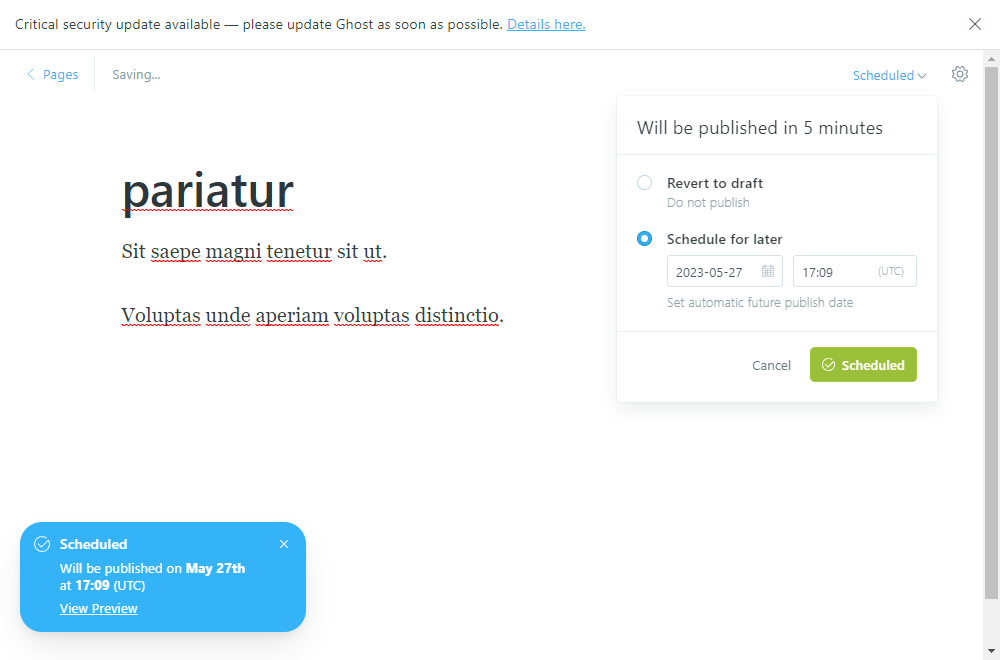 Critical security update available — please update Ghost as soon as possible. Details here.
Pages
Saving...
Scheduled
Will be published in 5 minutes
Revert to draft
Do not publish
Schedule for later
2023-05-27
17:09 (UTC)
Set automatic future publish date
Cancel
Scheduled
pariatur
Sit saepe magni tenetur sit ut.
Voluptas unde aperiam voluptas distinctio.
Scheduled
Will be published on May 27th
at 17:09 (UTC)
View Preview